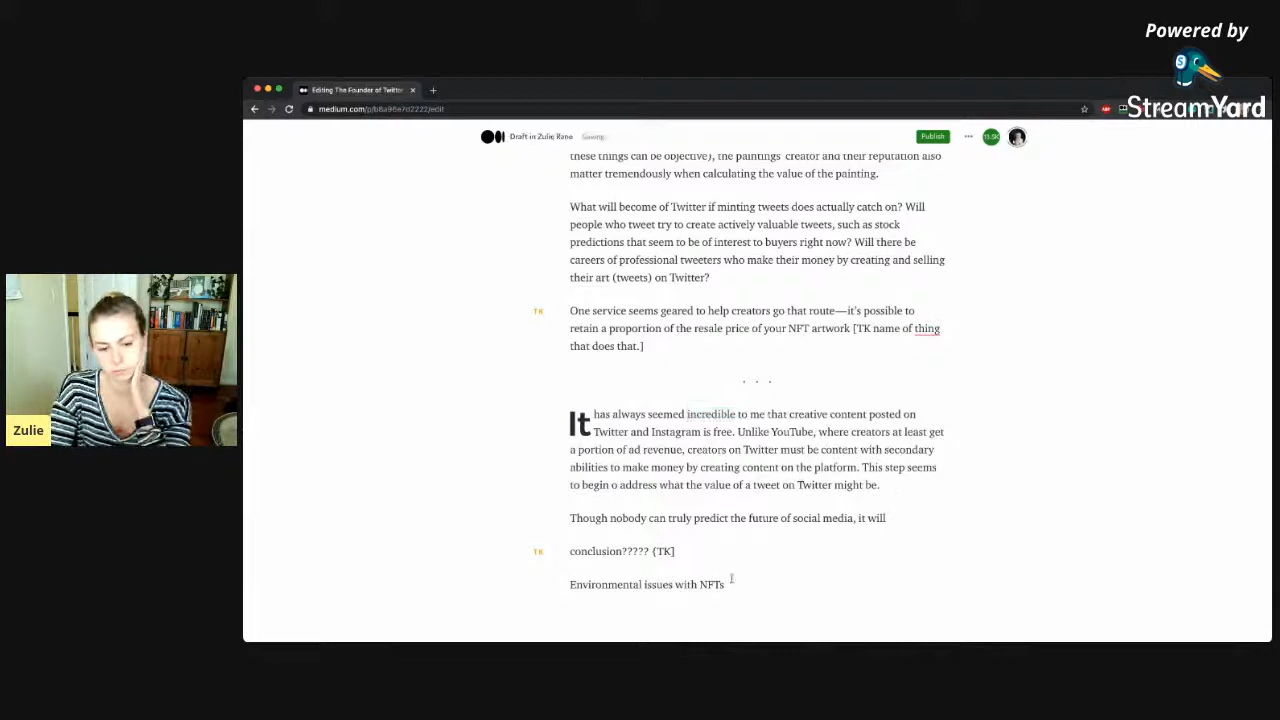 Powered by
StreamYard
Editing The Founder of Twitter
medium.com/p/b8a96e7d2222/edit
Draft in Zulie Rane Saving
Publish
these things can be objective), the paintings' creator and their reputation also
matter tremendously when calculating the value of the painting.
What will become of Twitter if minting tweets does actually catch on? Will
people who tweet try to create actively valuable tweets, such as stock
predictions that seem to be of interest to buyers right now? Will there be
careers of professional tweeters who make their money by creating and selling
their art (tweets) on Twitter?
TK One service seems geared to help creators go that route—it's possible to
retain a proportion of the resale price of your NFT artwork [TK name of thing
that does that.]
. . .
It has always seemed incredible to me that creative content posted on
Twitter and Instagram is free. Unlike YouTube, where creators at least get
a portion of ad revenue, creators on Twitter must be content with secondary
abilities to make money by creating content on the platform. This step seems
to begin o address what the value of a tweet on Twitter might be.
Though nobody can truly predict the future of social media, it will
TK conclusion????? {TK]
Environmental issues with NFTs
Zulie